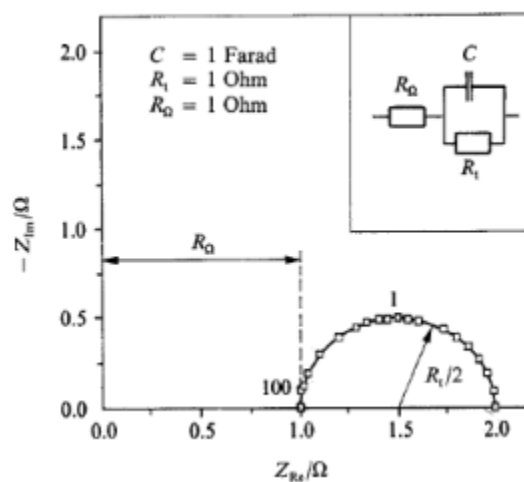 2.0
C = 1 Farad
R_t = 1 Ohm
R_Ω = 1 Ohm
C
R_Ω
R_t
1.5
− Z_Im/Ω
1.0
R_Ω
1
0.5
100
R_t/2
0.0
0.0 0.5 1.0 1.5 2.0
Z_Re/Ω